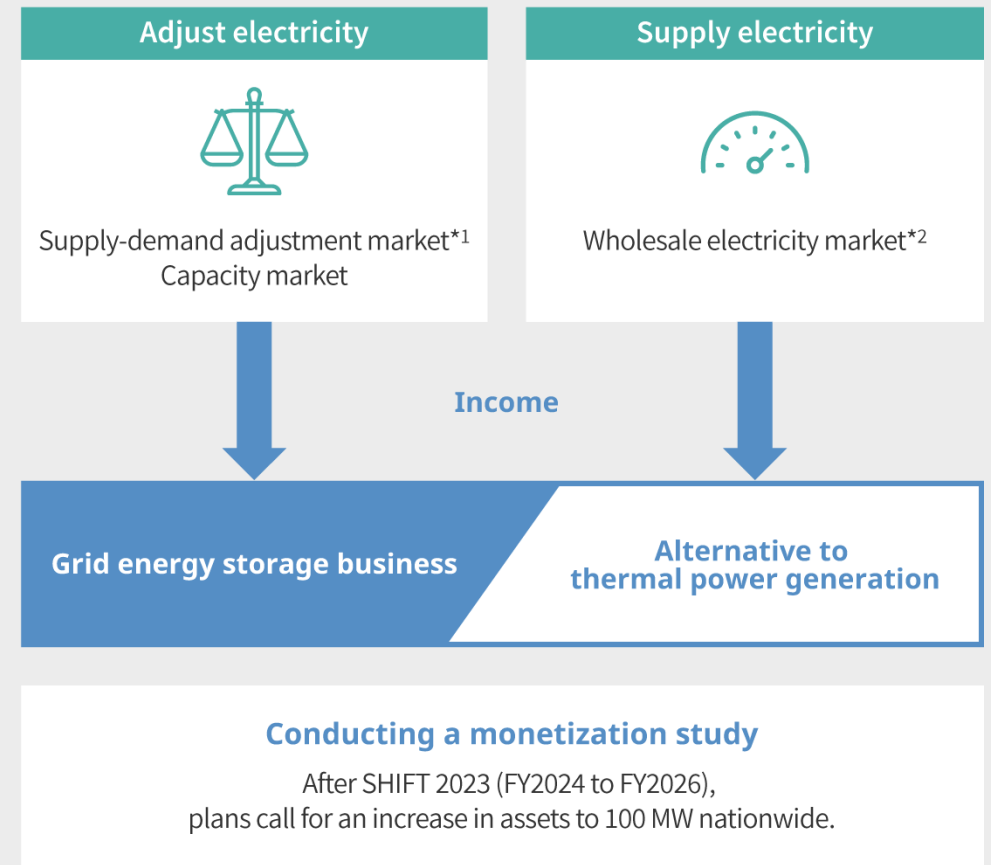 Adjust electricity
Supply-demand adjustment market*1
Capacity market
Supply electricity
Wholesale electricity market*2
Income
Grid energy storage business
Alternative to
thermal power generation
Conducting a monetization study
After SHIFT 2023 (FY2024 to FY2026),
plans call for an increase in assets to 100 MW nationwide.